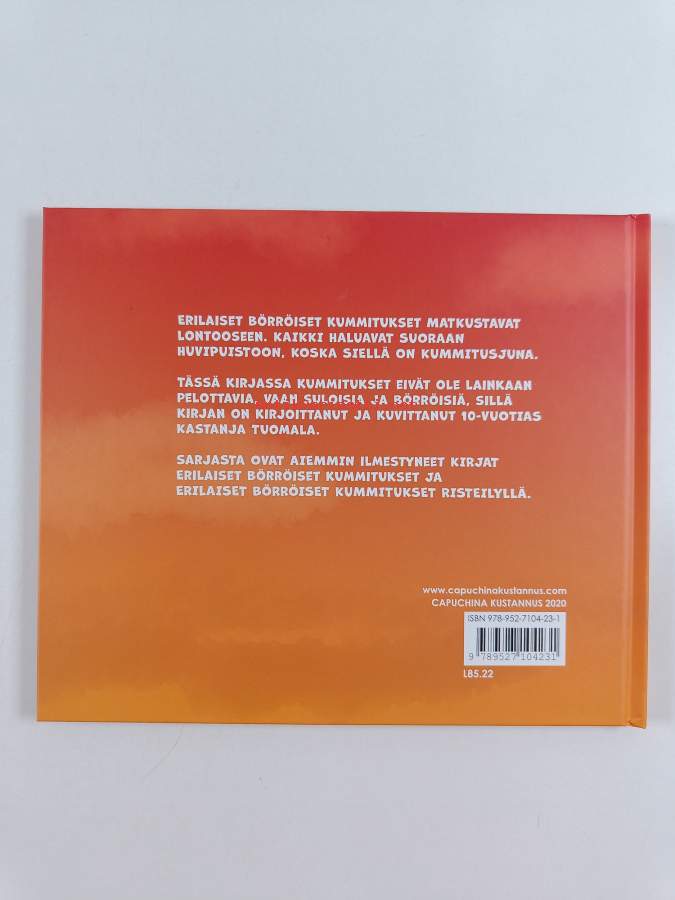 ERILAISET BÖRRÖISET KUMMITUKSET MATKUSTAVAT
LONTOOSEEN. KAIKKI HALUAVAT SUORAAN
HUVIPUISTOON, KOSKA SIELLÄ ON KUMMITUSJUNA.
TÄSSÄ KIRJASSA KUMMITUKSET EIVÄT OLE LAINKAAN
PELOTTAVIA, VAAN SULOISIA JA BÖRRÖISIÄ, SILLÄ
KIRJAN ON KIRJOITTANUT JA KUVITTANUT 10-VUOTIAS
KASTANJA TUOMALA.
SARJASTA OVAT AIEMMIN ILMESTYNEET KIRJAT
ERILAISET BÖRRÖISET KUMMITUKSET JA
ERILAISET BÖRRÖISET KUMMITUKSET RISTEILYLLÄ.
www.capuchinakustannus.com
CAPUCHINA KUSTANNUS 2020
ISBN 978-952-7104-23-1
9 789527 104231
L85.22